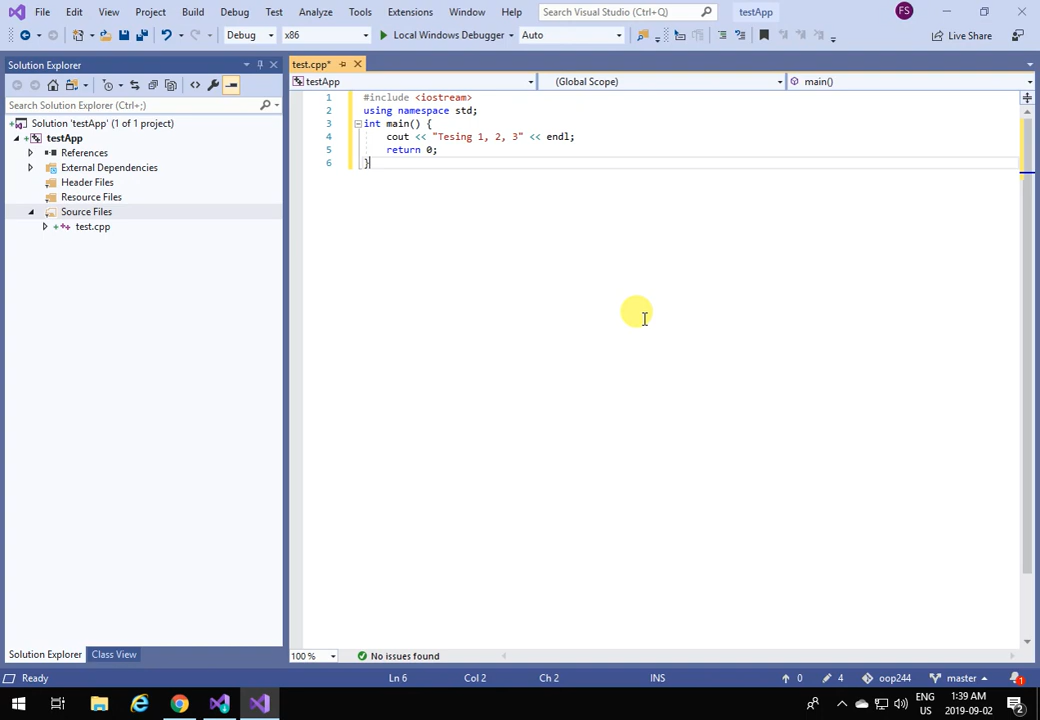 File Edit View Project Build Debug Test Analyze Tools Extensions Window Help Search Visual Studio (Ctrl+Q) testApp FS
Debug x86 Local Windows Debugger Auto Live Share
Solution Explorer
Search Solution Explorer (Ctrl+;)
Solution 'testApp' (1 of 1 project)
testApp
References
External Dependencies
Header Files
Resource Files
Source Files
test.cpp
Solution Explorer Class View
test.cpp*
testApp (Global Scope) main()
1 #include <iostream>
2 using namespace std;
3 int main() {
4 cout << "Tesing 1, 2, 3" << endl;
5 return 0;
6 }
100 % No issues found
Ready Ln 6 Col 2 Ch 2 INS 0 4 oop244 master 1
ENG 1:39 AM
US 2019-09-02 2